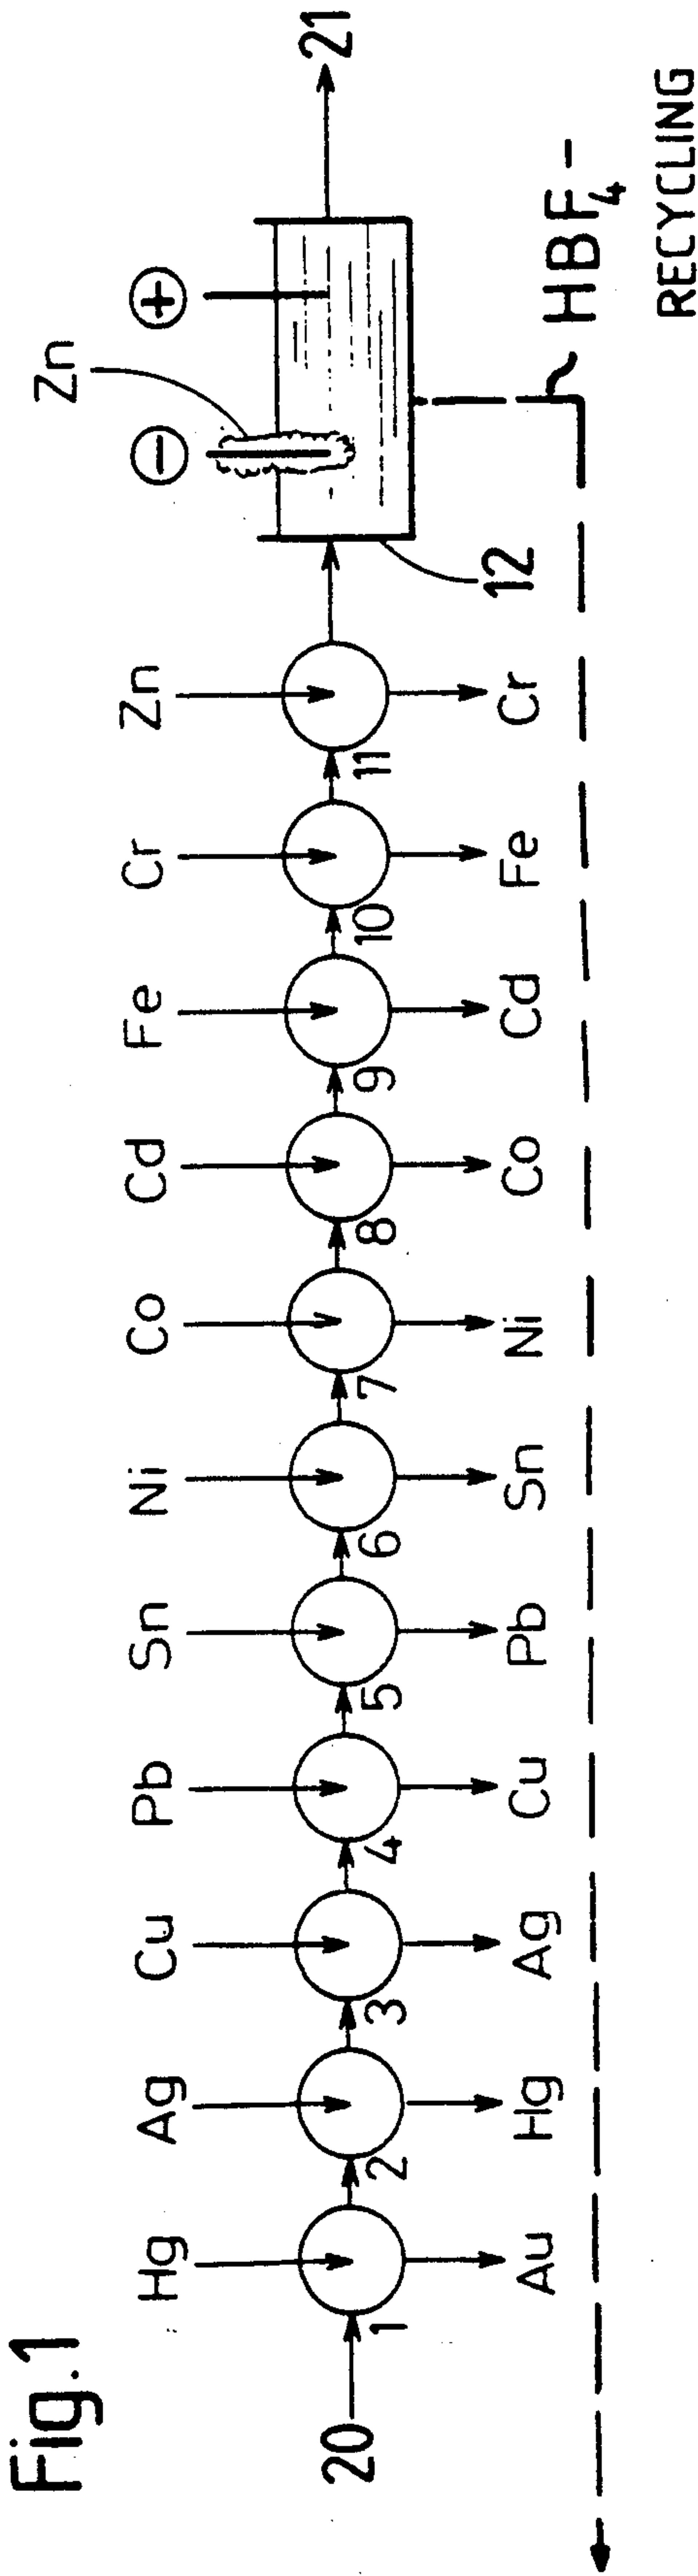 Fig.1
Zn
⊖ ⊕
Hg Ag Cu Pb Sn Ni Co Cd Fe Cr Zn
20 21
1 2 3 4 5 6 7 8 9 10 11
12
Au Hg Ag Cu Pb Sn Ni Co Cd Fe Cr
HBF₄-
RECYCLING